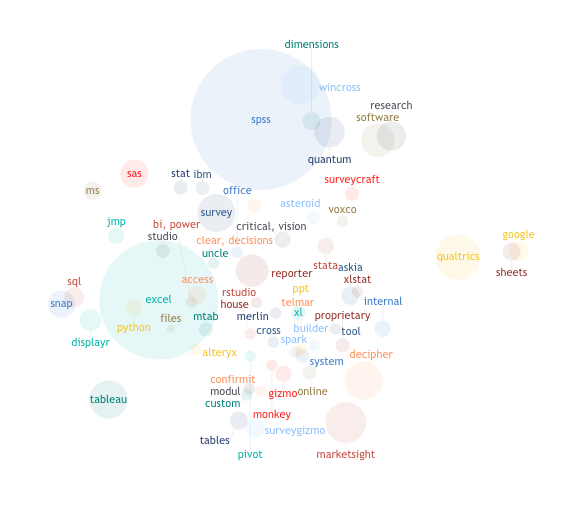 dimensions
wincross
research
software
spss
quantum
sas
stat
ibm
surveycraft
ms
office
asteroid
survey
voxco
jmp
bi, power
critical, vision
google
studio
clear, decisions
uncle
qualtrics
stata
askia
sheets
reporter
sql
access
xlstat
ppt
rstudio
snap
excel
telmar
internal
house
files
mtab
merlin
xl
proprietary
python
cross
builder
tool
displayr
spark
alteryx
system
decipher
confirmit
modul
gizmo
online
tableau
custom
monkey
surveygizmo
tables
pivot
marketsight